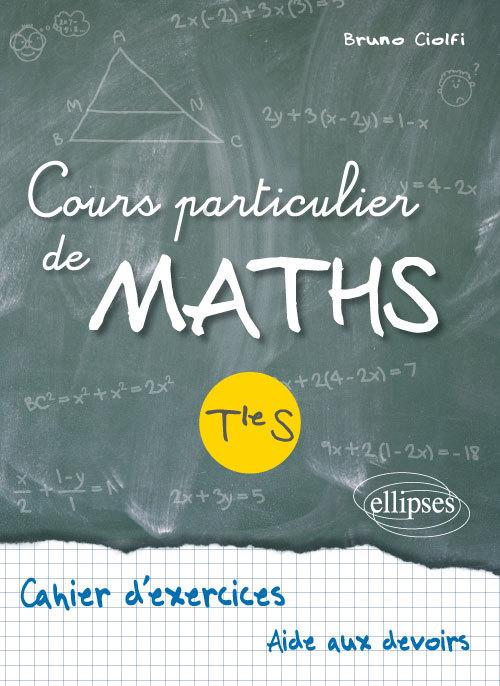 2x(-2)+3x(3)
Bruno Ciolfi
A
M N
B C
2y+3(x-2y)=1-x
?
y=4-2x
Cours particulier
de MATHS
BC²=x²+x²=2x²
x+2(4-2x)=7
Tle S
9x+2(1-2x)=-18
x/2+1-y/1=1
2x+3y=5
ellipses
Cahier d'exercices
Aide aux devoirs